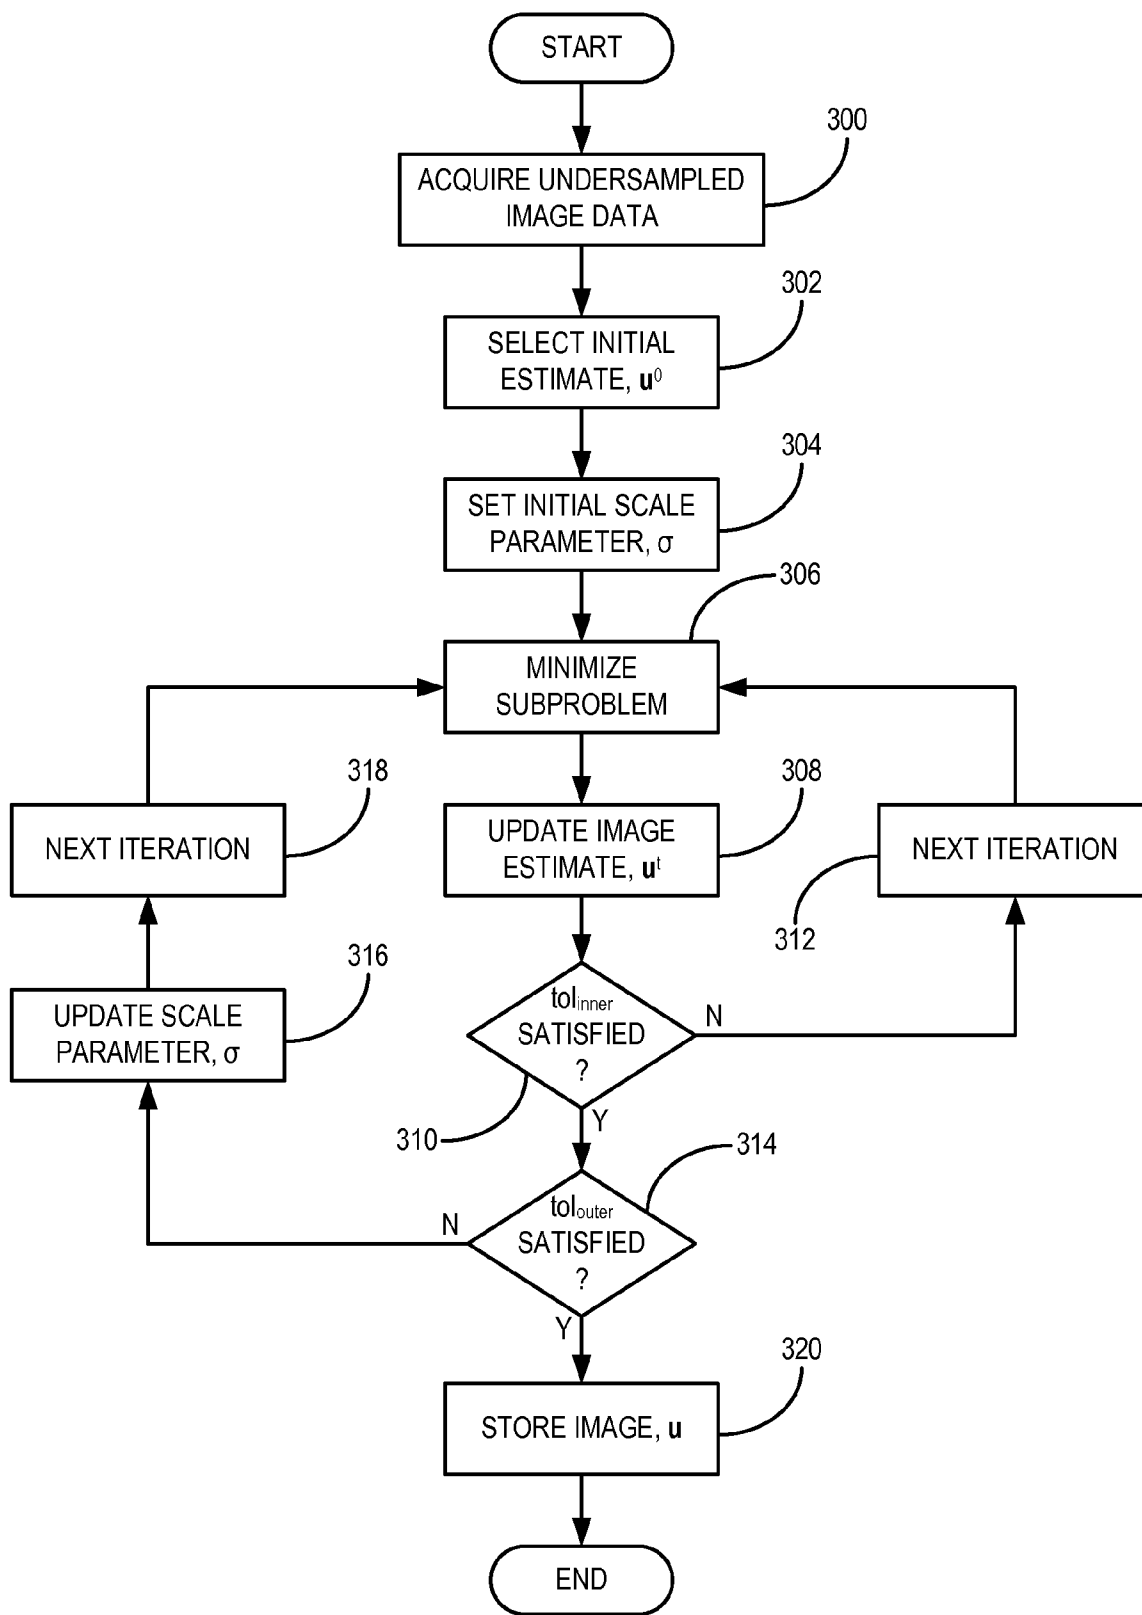 START
300
ACQUIRE UNDERSAMPLED
IMAGE DATA
302
SELECT INITIAL
ESTIMATE, u⁰
304
SET INITIAL SCALE
PARAMETER, σ
306
MINIMIZE
SUBPROBLEM
318
NEXT ITERATION
308
UPDATE IMAGE
ESTIMATE, uᵗ
NEXT ITERATION
312
316
UPDATE SCALE
PARAMETER, σ
tolinner
SATISFIED
?
N
310
Y
314
tolouter
SATISFIED
?
N
Y
320
STORE IMAGE, u
END